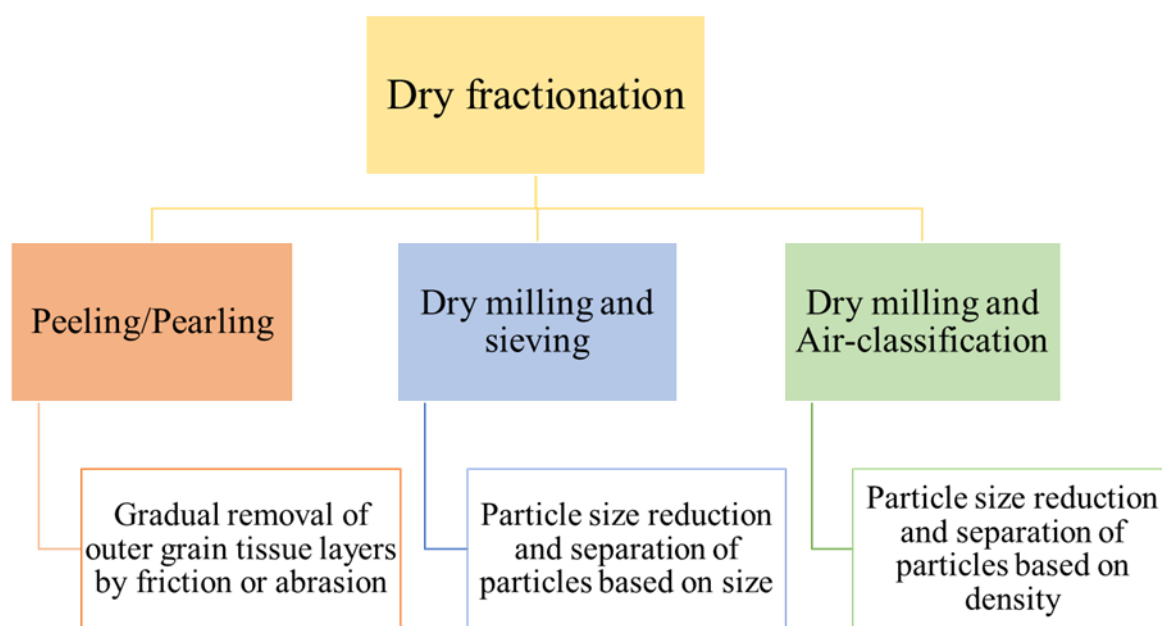 Dry fractionation
Peeling/Pearling
Dry milling and
sieving
Dry milling and
Air-classification
Gradual removal of
outer grain tissue layers
by friction or abrasion
Particle size reduction
and separation of
particles based on size
Particle size reduction
and separation of
particles based on
density